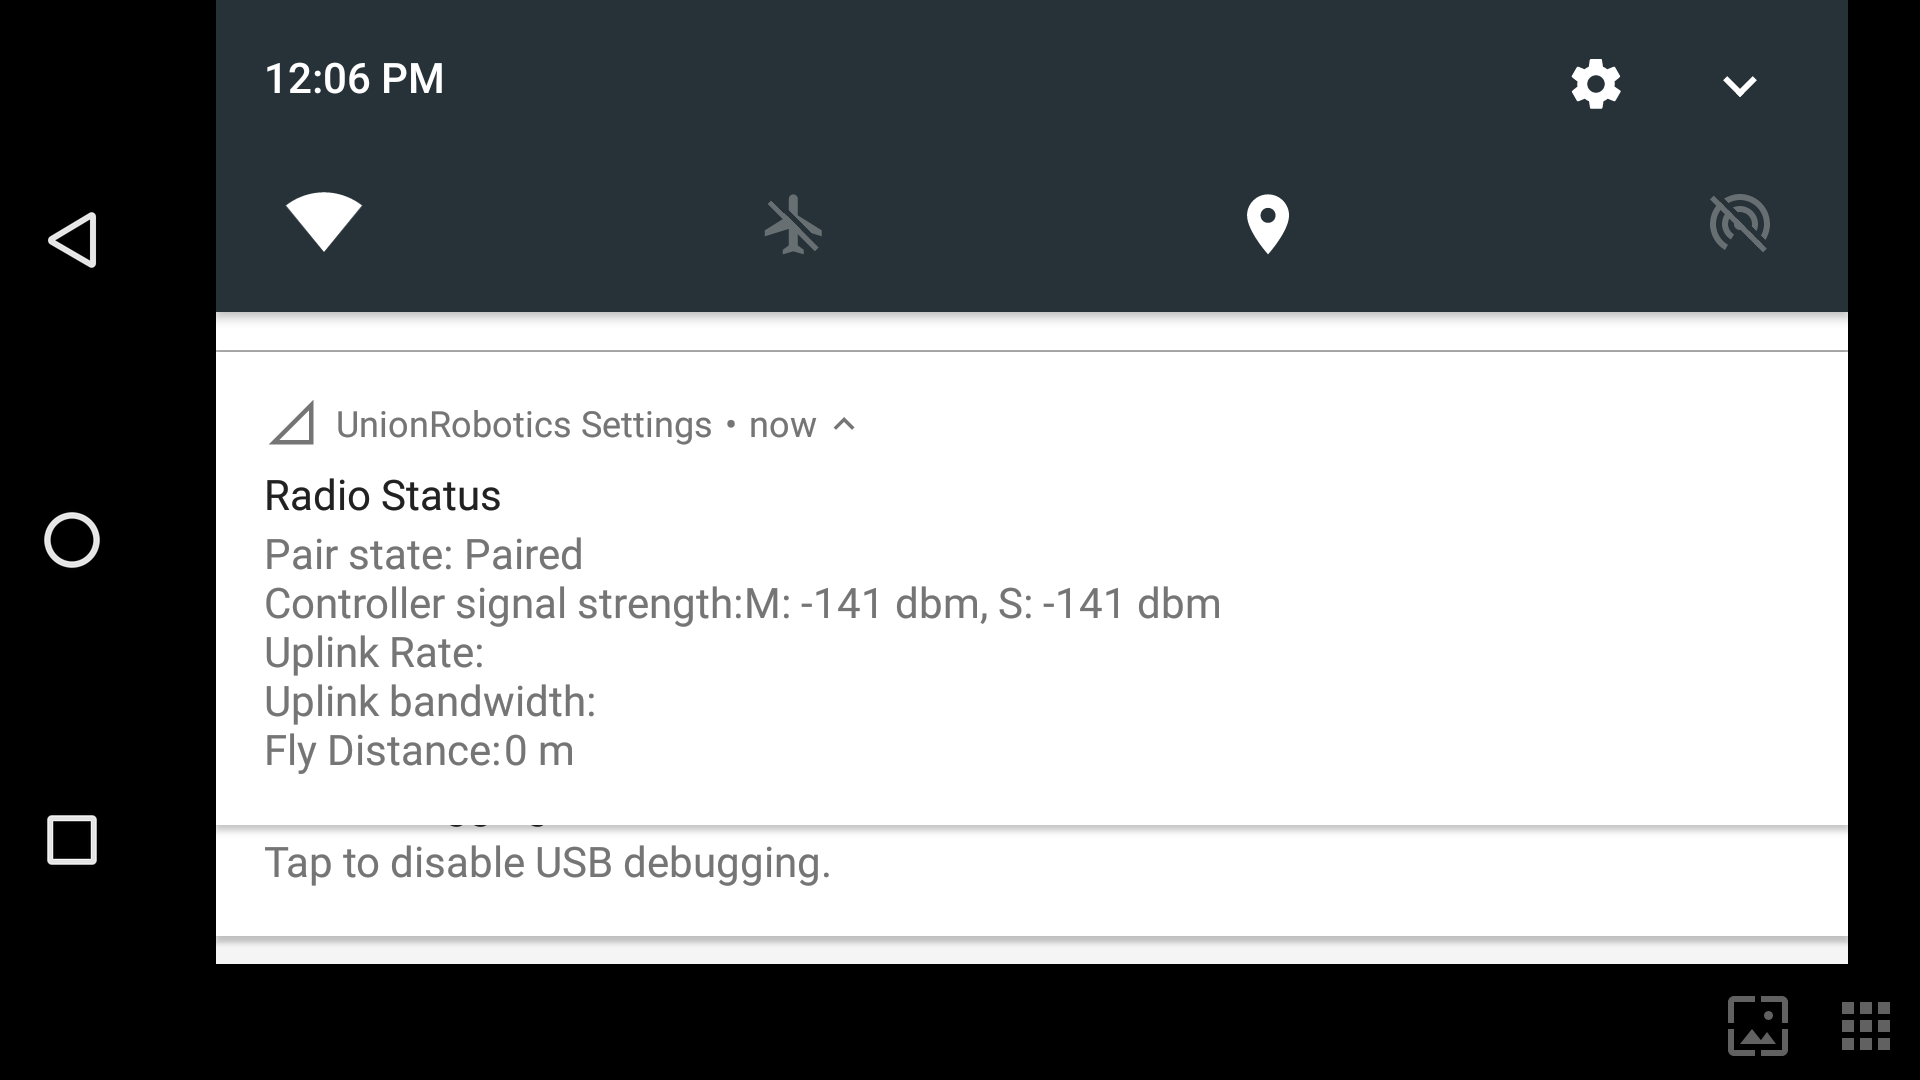 12:06 PM
UnionRobotics Settings • now
Radio Status
Pair state: Paired
Controller signal strength:M: -141 dbm, S: -141 dbm
Uplink Rate:
Uplink bandwidth:
Fly Distance:0 m
Tap to disable USB debugging.